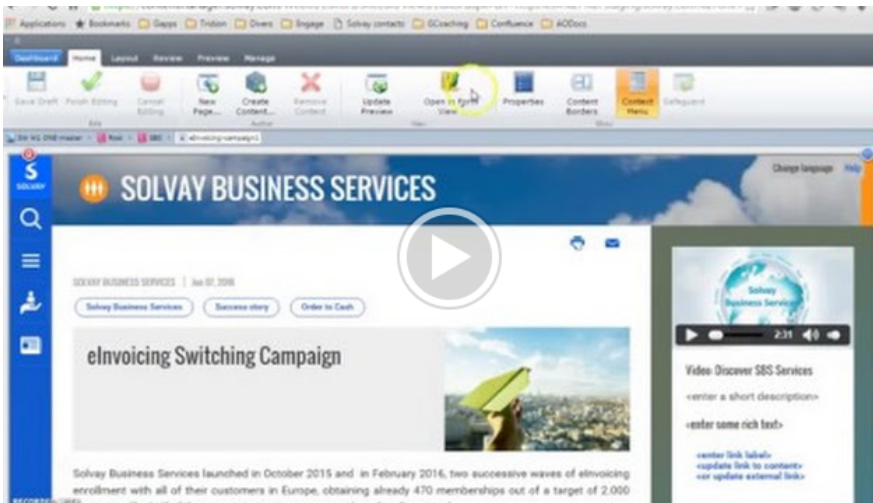 Applications Bookmarks Gapps Tridion Divers Engage Solvay contacts GCoaching Confluence AODocs
Dashboard Home Layout Review Preview Manage
Save Draft Finish Editing Cancel Editing New Page... Create Content... Remove Content Update Preview Open in Form View Properties Content Borders Context Menu Safeguard
Edit Author View Show
SBS eInvoicing-campaign1
S
SOLVAY
SOLVAY BUSINESS SERVICES
Change language Help
SOLVAY BUSINESS SERVICES | Jun 07, 2016
Solvay Business Services Success story Order to Cash
eInvoicing Switching Campaign
Solvay Business Services launched in October 2015 and in February 2016, two successive waves of eInvoicing
enrollment with all of their customers in Europe, obtaining already 470 memberships out of a target of 2.000
Solvay
Business Services
2:31
Video: Discover SBS Services
<enter a short description>
<enter some rich text>
<enter link label>
<update link to content>
<or update external link>